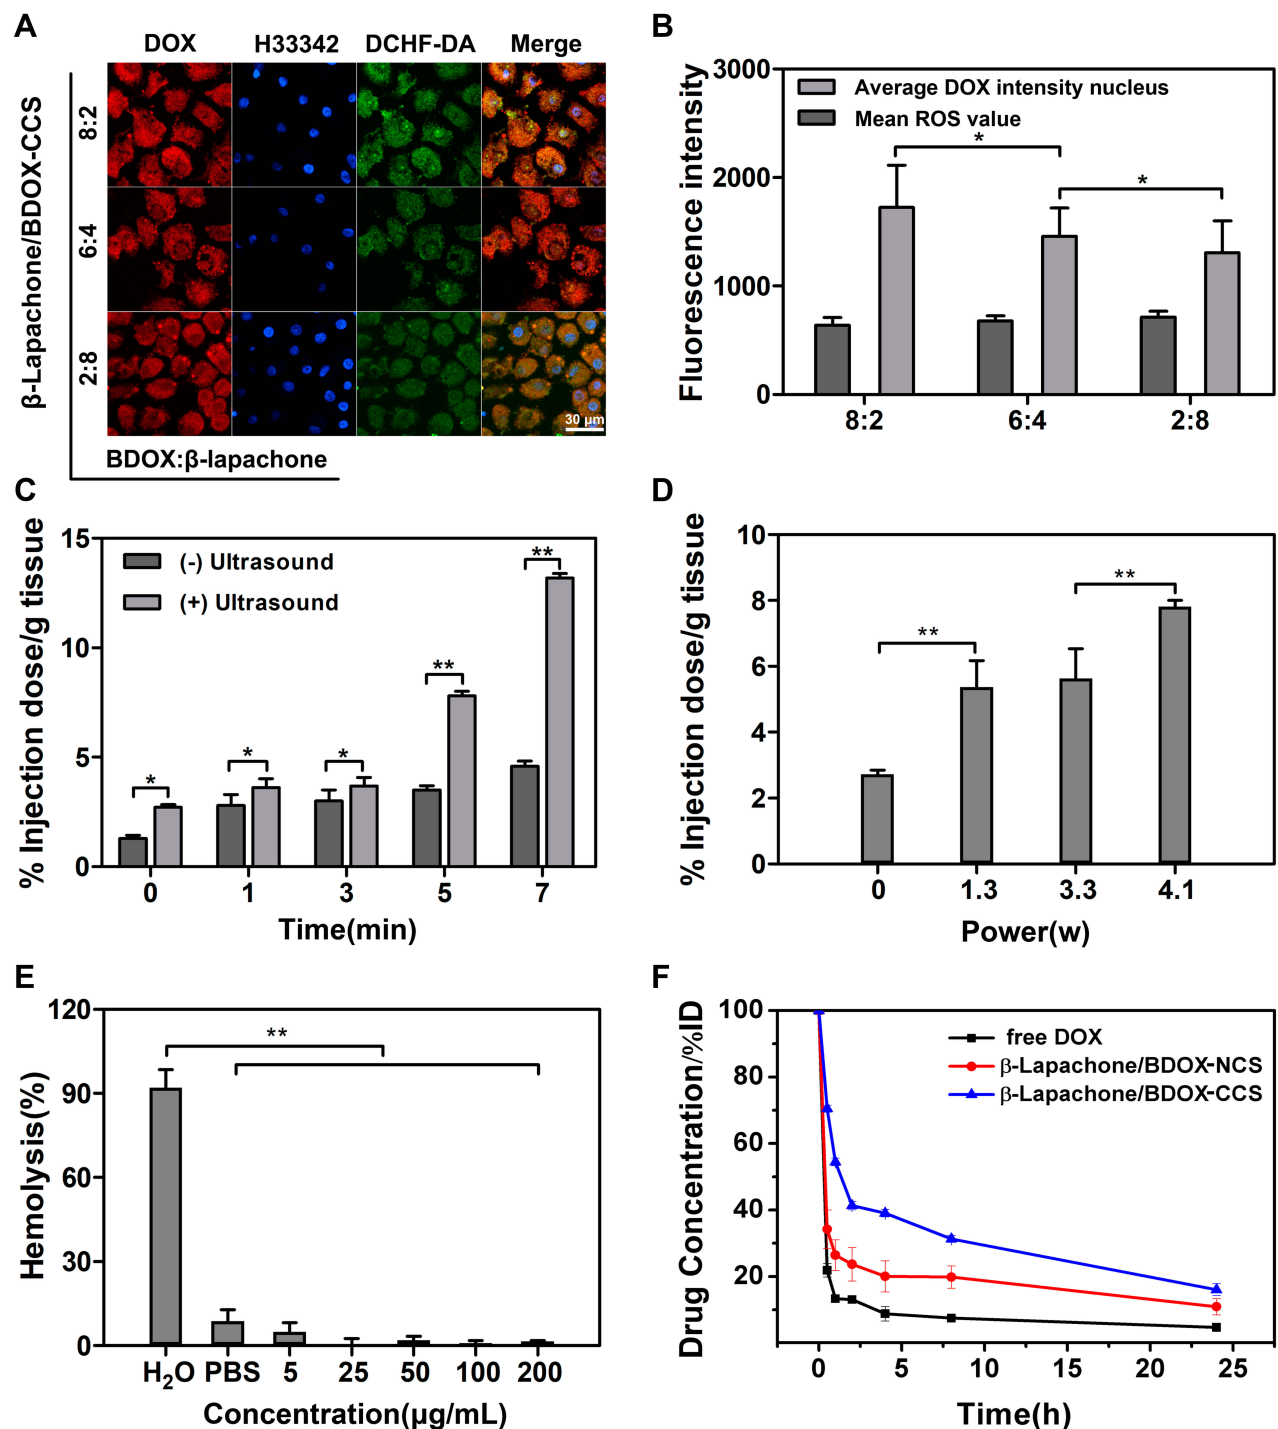 A
DOX H33342 DCHF-DA Merge
β-Lapachone/BDOX-CCS
8:2
6:4
2:8
30 µm
BDOX:β-lapachone
B
Fluorescence intensity
3000
2000
1000
0
Average DOX intensity nucleus
Mean ROS value
*
*
8:2 6:4 2:8
C
% Injection dose/g tissue
15
10
5
0
(-) Ultrasound
(+) Ultrasound
*
*
*
**
**
0 1 3 5 7
Time(min)
D
% Injection dose/g tissue
10
8
6
4
2
0
**
**
0 1.3 3.3 4.1
Power(w)
E
Hemolysis(%)
120
90
60
30
0
**
H₂O PBS 5 25 50 100 200
Concentration(µg/mL)
F
Drug Concentration/%ID
100
80
60
40
20
free DOX
β-Lapachone/BDOX-NCS
β-Lapachone/BDOX-CCS
0 5 10 15 20 25
Time(h)